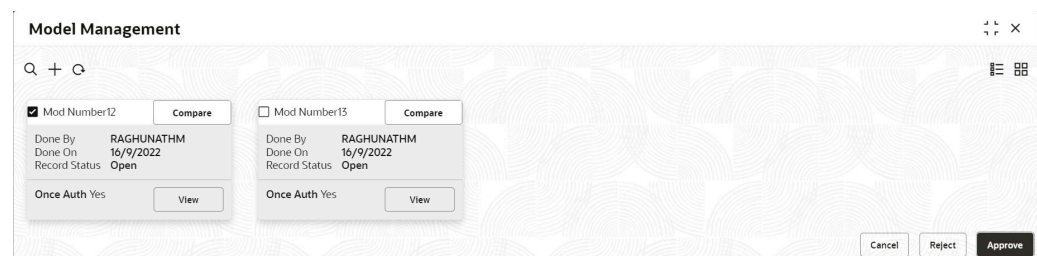 Model Management
Mod Number12 Compare
Done By RAGHUNATHM
Done On 16/9/2022
Record Status Open
Once Auth Yes View
Mod Number13 Compare
Done By RAGHUNATHM
Done On 16/9/2022
Record Status Open
Once Auth Yes View
Cancel Reject Approve